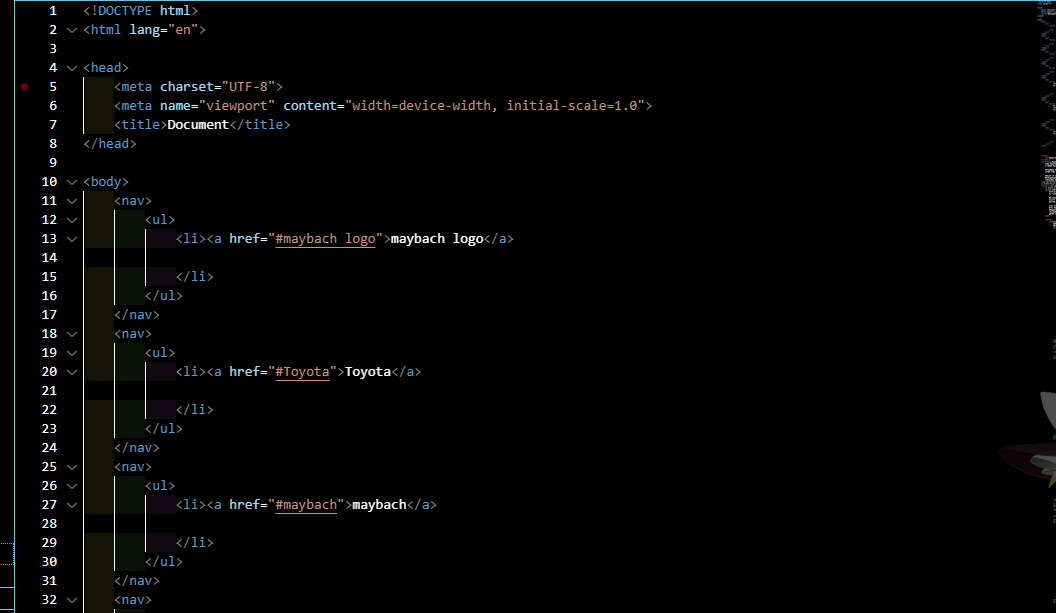 1 <!DOCTYPE html>
2 <html lang="en">
3
4 <head>
5 <meta charset="UTF-8">
6 <meta name="viewport" content="width=device-width, initial-scale=1.0">
7 <title>Document</title>
8 </head>
9
10 <body>
11 <nav>
12 <ul>
13 <li><a href="#maybach logo">maybach logo</a>
14
15 </li>
16 </ul>
17 </nav>
18 <nav>
19 <ul>
20 <li><a href="#Toyota">Toyota</a>
21
22 </li>
23 </ul>
24 </nav>
25 <nav>
26 <ul>
27 <li><a href="#maybach">maybach</a>
28
29 </li>
30 </ul>
31 </nav>
32 <nav>